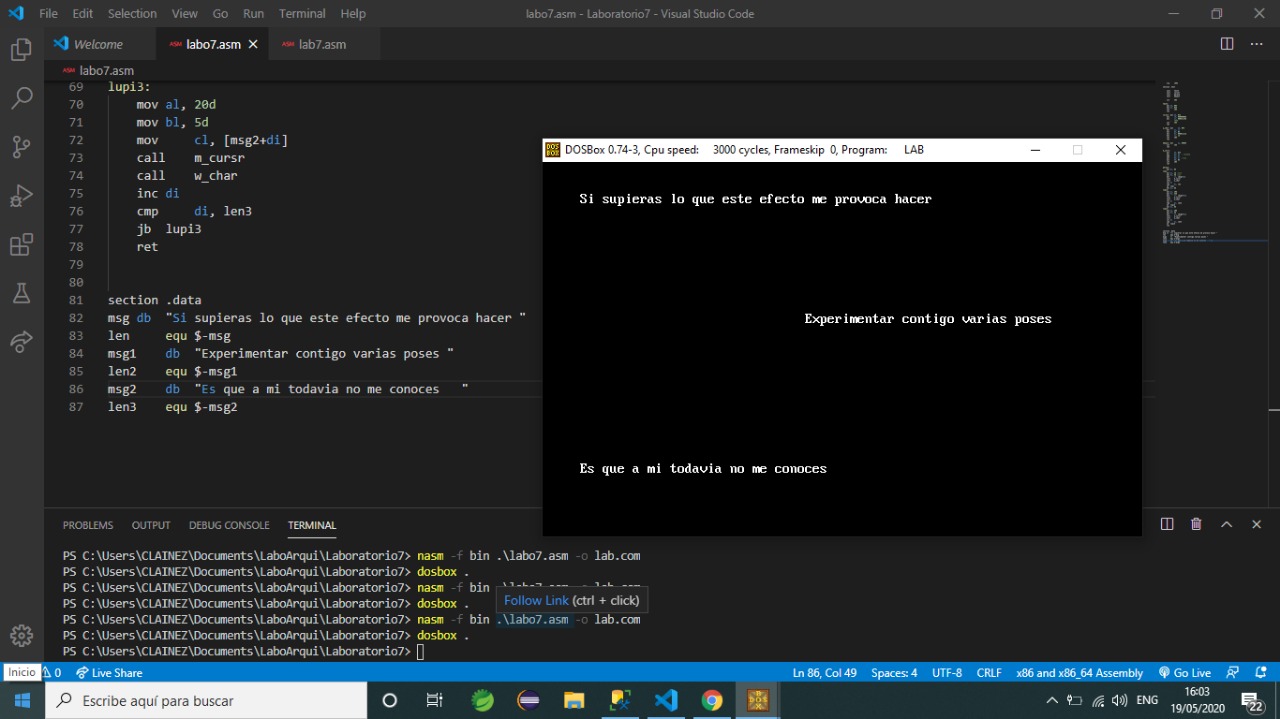 File Edit Selection View Go Run Terminal Help labo7.asm - Laboratorio7 - Visual Studio Code
Welcome labo7.asm lab7.asm
labo7.asm
69 lupi3:
70 mov al, 20d
71 mov bl, 5d
72 mov cl, [msg2+di]
73 call m_cursr
74 call w_char
75 inc di
76 cmp di, len3
77 jb lupi3
78 ret
79
80
81 section .data
82 msg db "Si supieras lo que este efecto me provoca hacer "
83 len equ $-msg
84 msg1 db "Experimentar contigo varias poses "
85 len2 equ $-msg1
86 msg2 db "Es que a mi todavia no me conoces   "
87 len3 equ $-msg2
DOSBox 0.74-3, Cpu speed: 3000 cycles, Frameskip 0, Program: LAB
Si supieras lo que este efecto me provoca hacer
Experimentar contigo varias poses
Es que a mi todavia no me conoces
PROBLEMS OUTPUT DEBUG CONSOLE TERMINAL
PS C:\Users\CLAINEZ\Documents\LaboArqui\Laboratorio7> nasm -f bin .\labo7.asm -o lab.com
PS C:\Users\CLAINEZ\Documents\LaboArqui\Laboratorio7> dosbox .
PS C:\Users\CLAINEZ\Documents\LaboArqui\Laboratorio7> nasm -f bin
PS C:\Users\CLAINEZ\Documents\LaboArqui\Laboratorio7> dosbox .
Follow Link (ctrl + click)
PS C:\Users\CLAINEZ\Documents\LaboArqui\Laboratorio7> nasm -f bin .\labo7.asm -o lab.com
PS C:\Users\CLAINEZ\Documents\LaboArqui\Laboratorio7> dosbox .
PS C:\Users\CLAINEZ\Documents\LaboArqui\Laboratorio7>
Inicio 0 Live Share Ln 86, Col 49 Spaces: 4 UTF-8 CRLF x86 and x86_64 Assembly Go Live
Escribe aquí para buscar ENG 16:03
19/05/2020 22